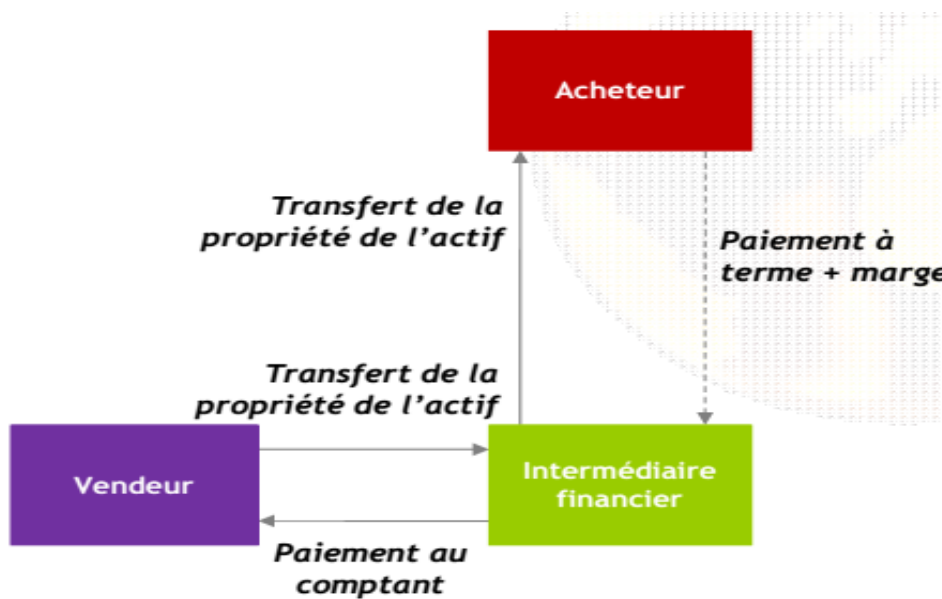 Acheteur
Transfert de la
propriété de l'actif
Paiement à
terme + marge
Transfert de la
propriété de l'actif
Vendeur
Intermédiaire
financier
Paiement au
comptant